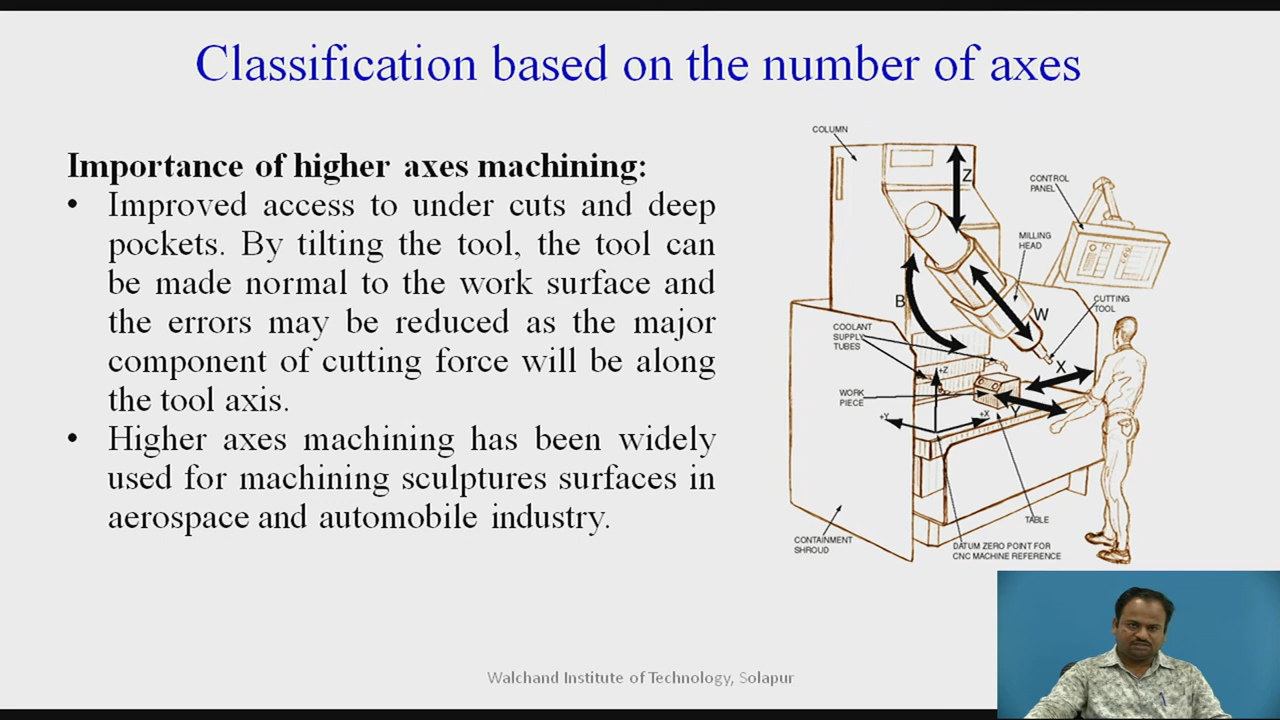 Classification based on the number of axes
Importance of higher axes machining:
• Improved access to under cuts and deep
pockets. By tilting the tool, the tool can
be made normal to the work surface and
the errors may be reduced as the major
component of cutting force will be along
the tool axis.
• Higher axes machining has been widely
used for machining sculptures surfaces in
aerospace and automobile industry.
COLUMN
Z
CONTROL
PANEL
MILLING
HEAD
B
W
CUTTING
TOOL
COOLANT
SUPPLY
TUBES
X
+Z
WORK
PIECE
Y
+Y
+X
TABLE
CONTAINMENT
SHROUD
DATUM ZERO POINT FOR
CNC MACHINE REFERENCE
Walchand Institute of Technology, Solapur